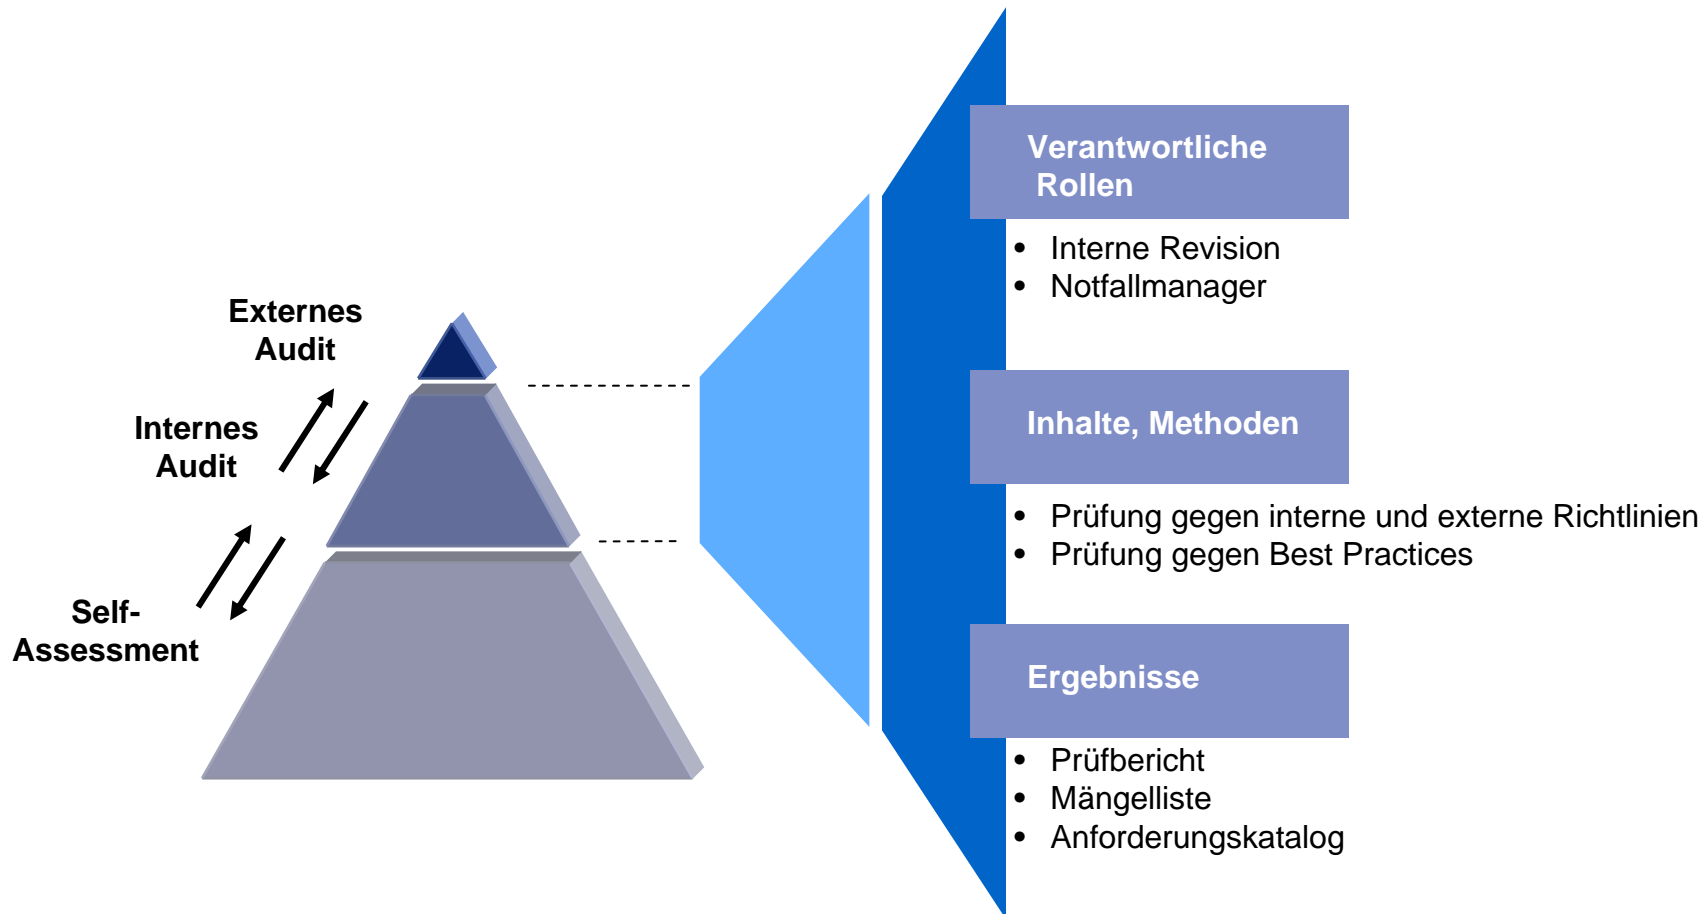 Externes
Audit
Internes
Audit
Self-
Assessment
Verantwortliche
Rollen
• Interne Revision
• Notfallmanager
Inhalte, Methoden
• Prüfung gegen interne und externe Richtlinien
• Prüfung gegen Best Practices
Ergebnisse
• Prüfbericht
• Mängelliste
• Anforderungskatalog